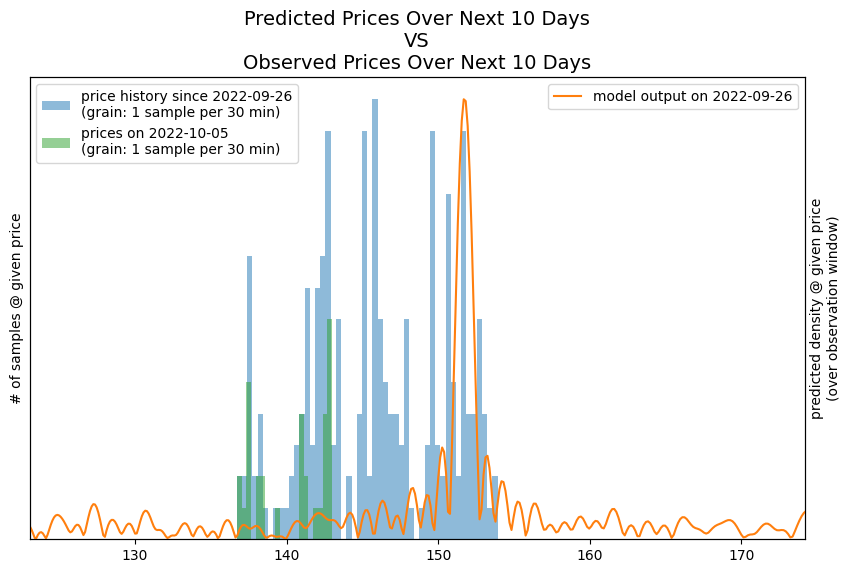 Predicted Prices Over Next 10 Days
VS
Observed Prices Over Next 10 Days
price history since 2022-09-26
(grain: 1 sample per 30 min)
prices on 2022-10-05
(grain: 1 sample per 30 min)
model output on 2022-09-26
# of samples @ given price
predicted density @ given price
(over observation window)
130
140
150
160
170